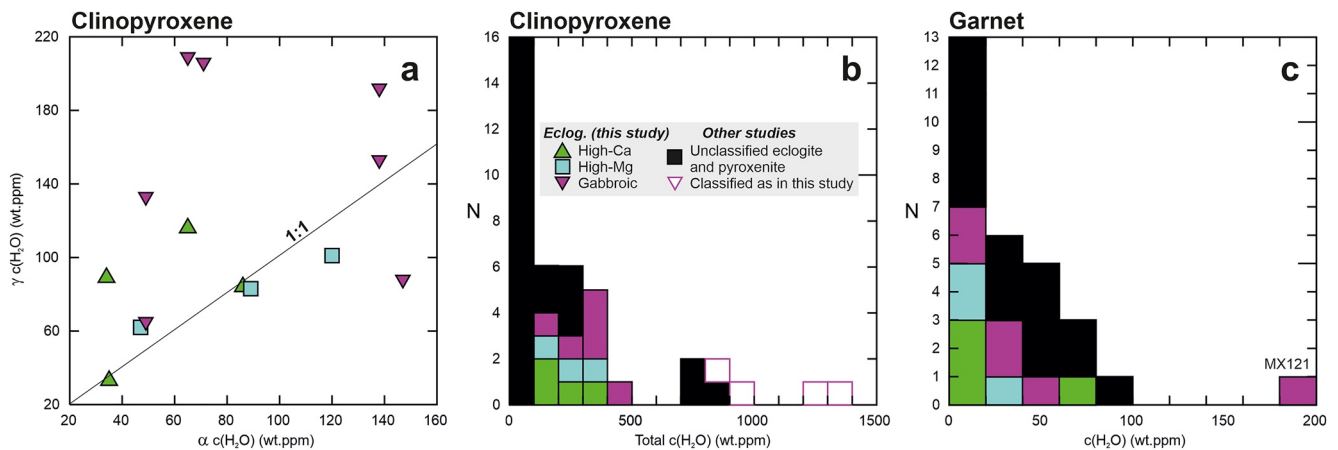 Clinopyroxene
a
220
180
140
100
60
20
20 40 60 80 100 120 140 160
γ c(H₂O) (wt.ppm)
α c(H₂O) (wt.ppm)
1:1
Clinopyroxene
b
16
14
12
10
8
6
4
2
0
N
0 500 1000 1500
Total c(H₂O) (wt.ppm)
Eclog. (this study) Other studies
High-Ca Unclassified eclogite
High-Mg and pyroxenite
Gabbroic Classified as in this study
Garnet
c
13
12
11
10
9
8
7
6
5
4
3
2
1
0
N
MX121
0 50 100 150 200
c(H₂O) (wt.ppm)